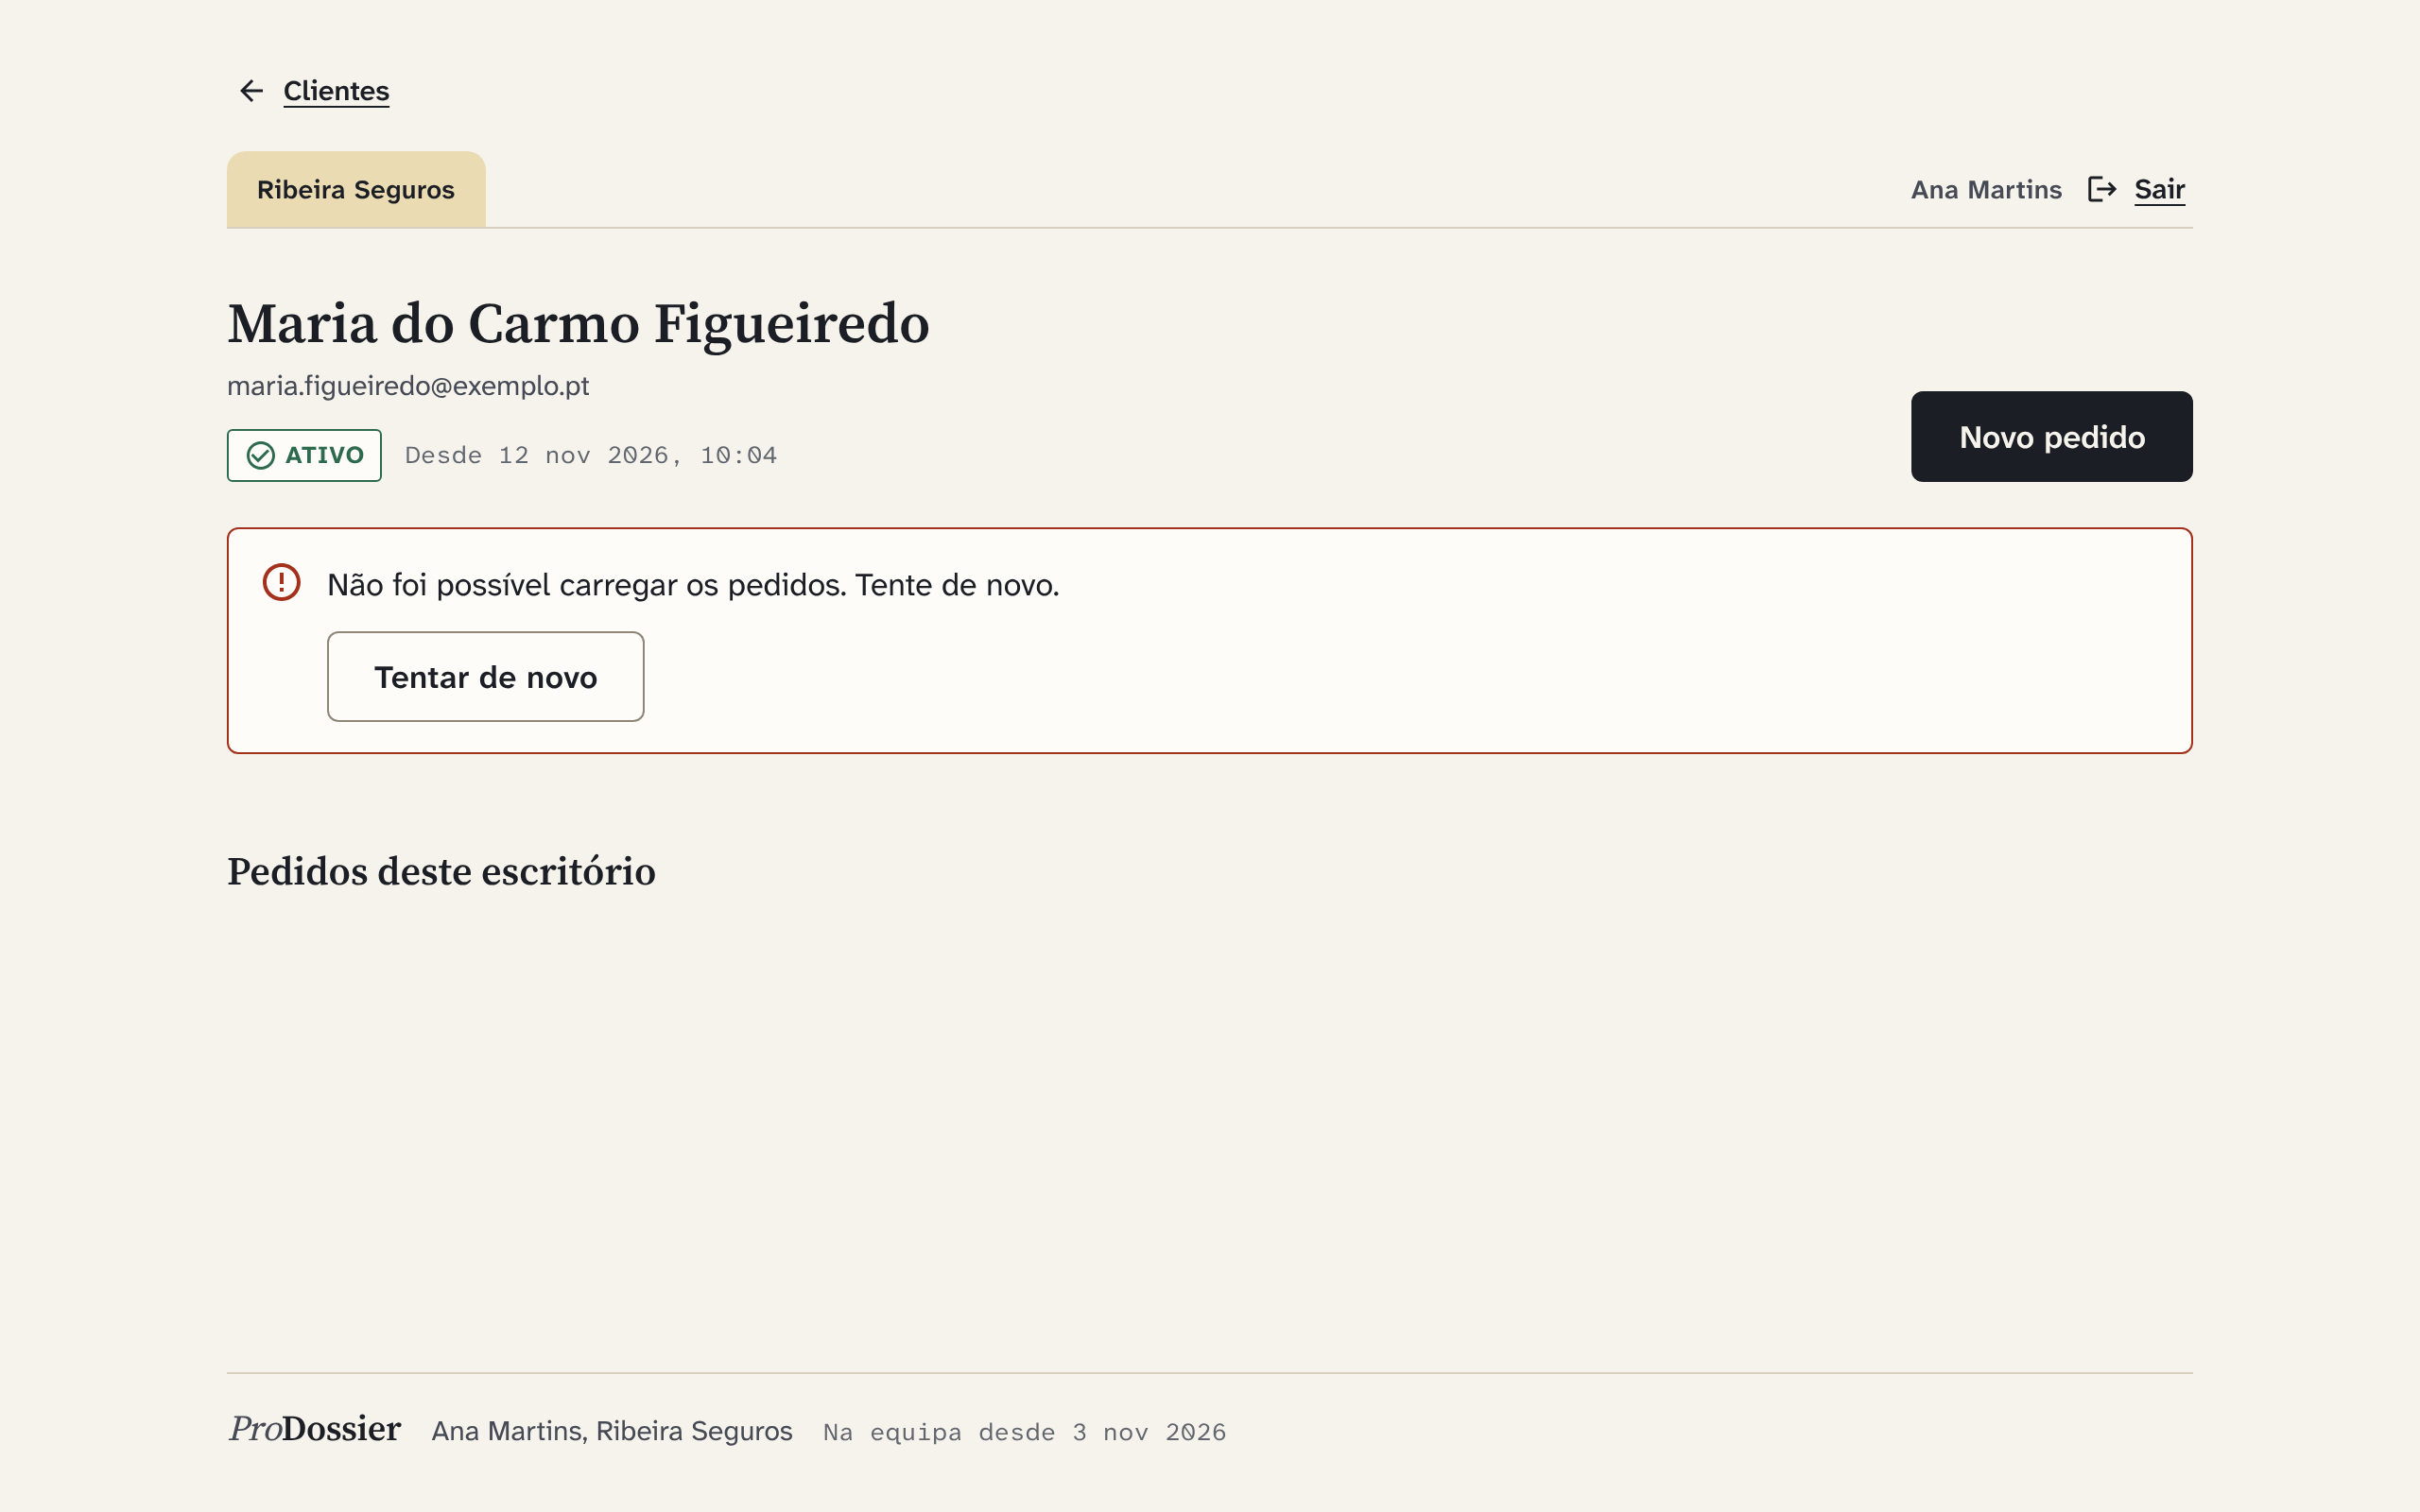 Clientes
Ribeira Seguros
Ana Martins Sair
Maria do Carmo Figueiredo
maria.figueiredo@exemplo.pt
ATIVO Desde 12 nov 2026, 10:04
Novo pedido
Não foi possível carregar os pedidos. Tente de novo.
Tentar de novo
Pedidos deste escritório
ProDossier Ana Martins, Ribeira Seguros Na equipa desde 3 nov 2026